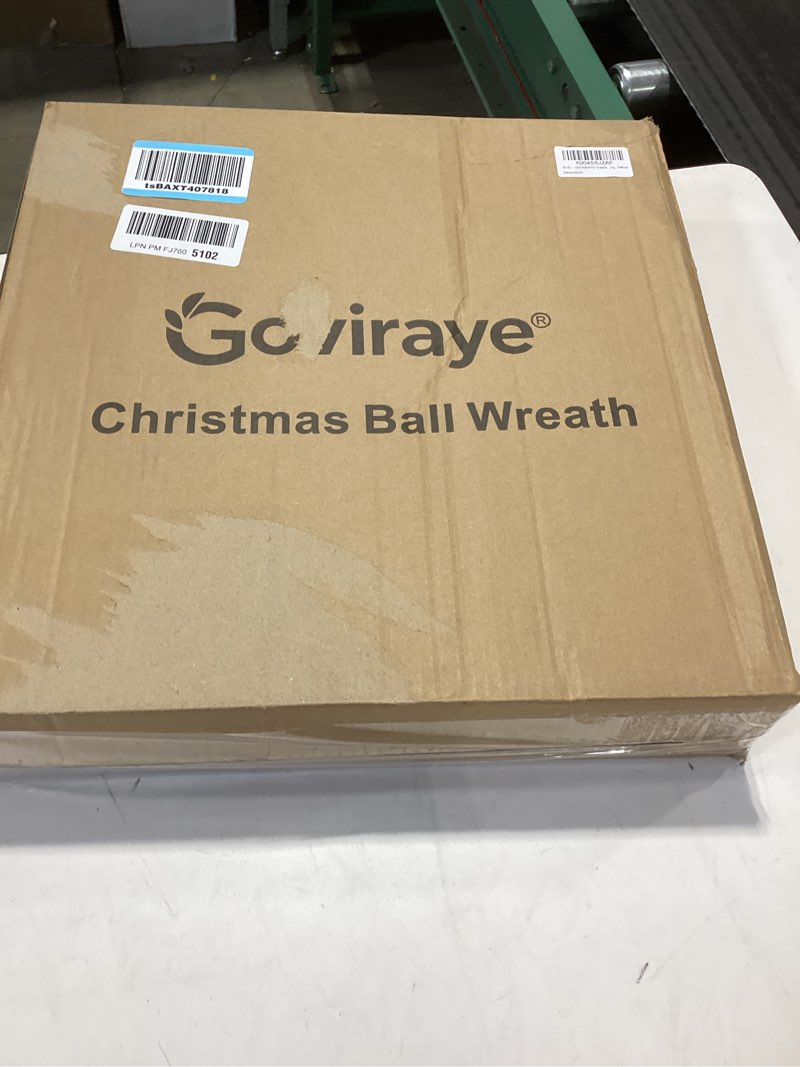 tsBAXT407818
LPN PM FJ760 5102
Goviraye®
Christmas Ball Wreath